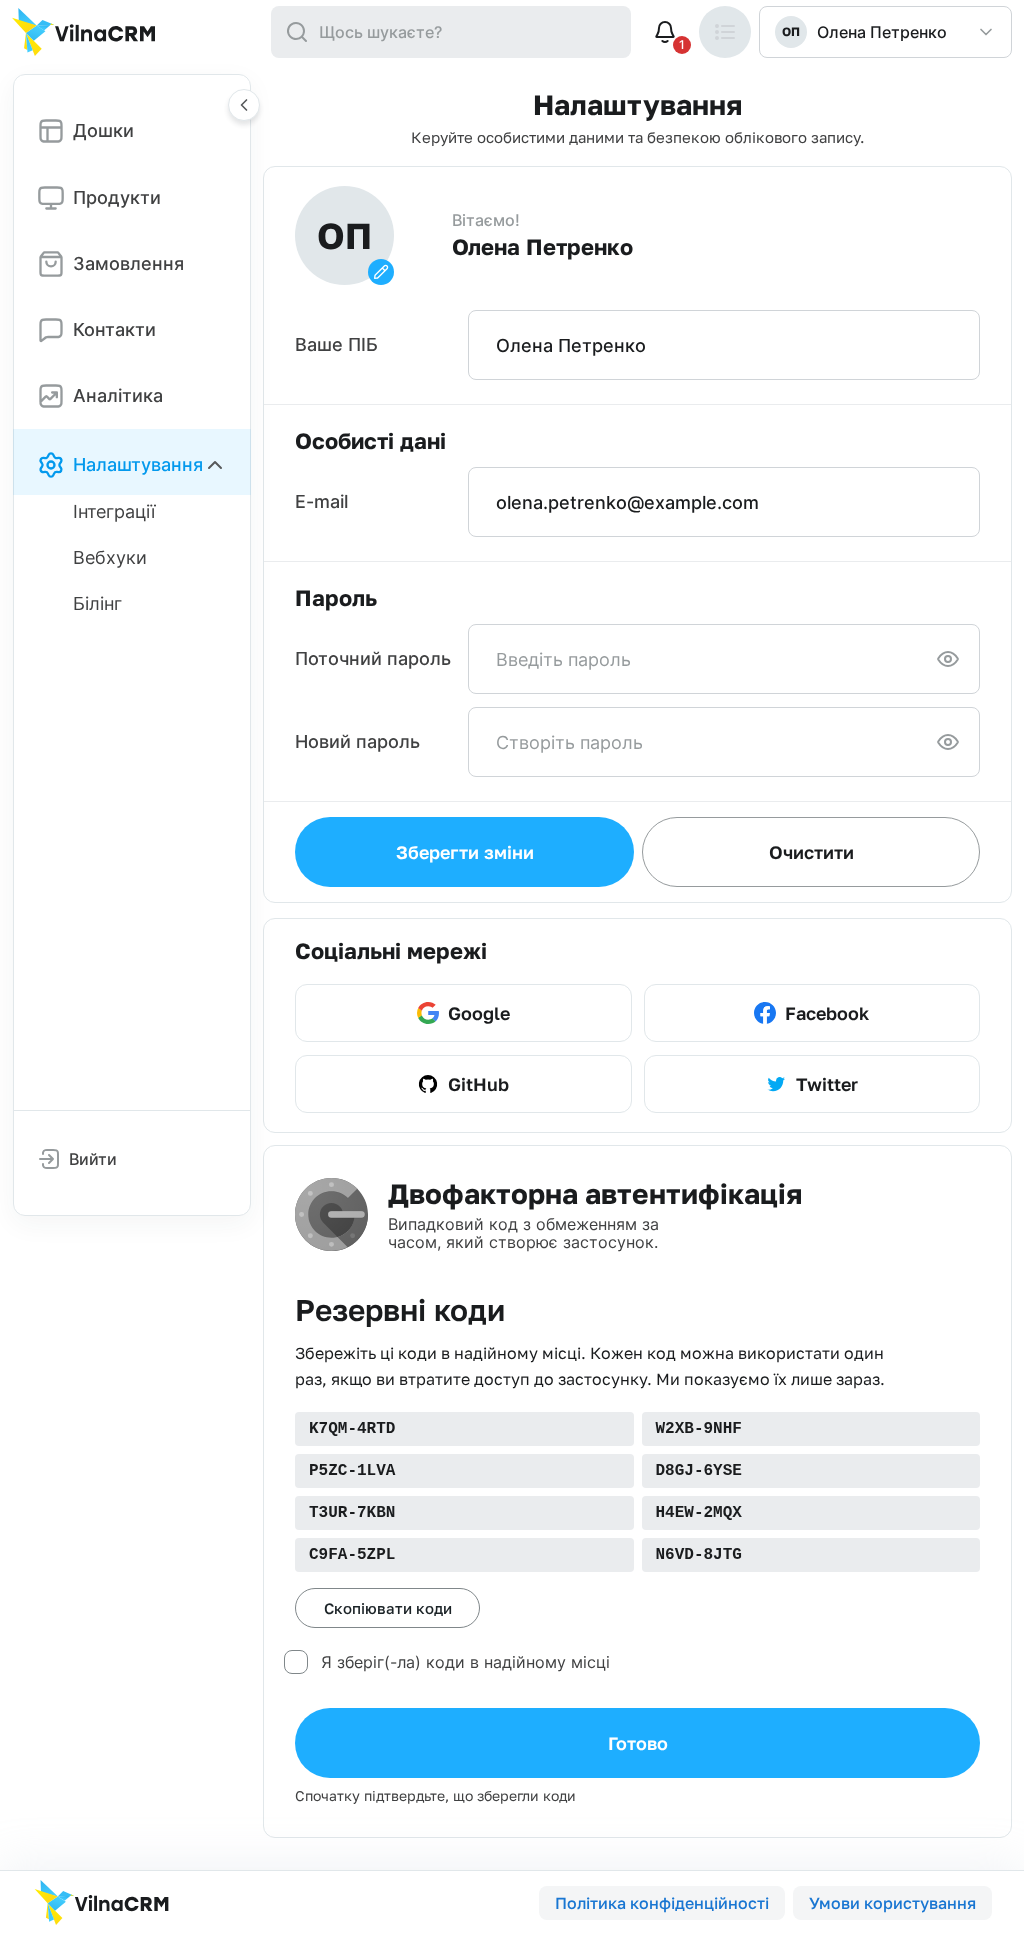 VilnaCRM
Щось шукаєте?
1
ОП
Олена Петренко
Дошки
Продукти
Замовлення
Контакти
Аналітика
Налаштування
Інтеграції
Вебхуки
Білінг
Вийти
Налаштування
Керуйте особистими даними та безпекою облікового запису.
ОП
Вітаємо!
Олена Петренко
Ваше ПІБ
Олена Петренко
Особисті дані
E-mail
olena.petrenko@example.com
Пароль
Поточний пароль
Введіть пароль
Новий пароль
Створіть пароль
Зберегти зміни
Очистити
Соціальні мережі
Google
Facebook
GitHub
Twitter
Двофакторна автентифікація
Випадковий код з обмеженням за
часом, який створює застосунок.
Резервні коди
Збережіть ці коди в надійному місці. Кожен код можна використати один
раз, якщо ви втратите доступ до застосунку. Ми показуємо їх лише зараз.
K7QM-4RTD
W2XB-9NHF
P5ZC-1LVA
D8GJ-6YSE
T3UR-7KBN
H4EW-2MQX
C9FA-5ZPL
N6VD-8JTG
Скопіювати коди
Я зберіг(-ла) коди в надійному місці
Готово
Спочатку підтвердьте, що зберегли коди
VilnaCRM
Політика конфіденційності
Умови користування